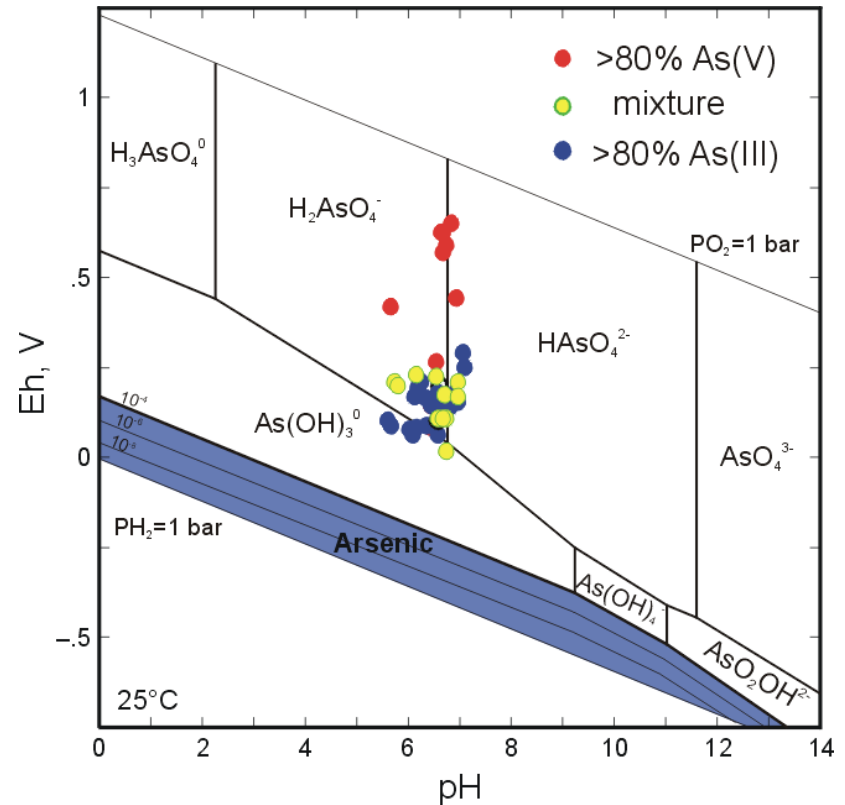 >80% As(V)
mixture
>80% As(III)
1
.5
0
–.5
Eh, V
H₃AsO₄⁰
H₂AsO₄⁻
PO₂=1 bar
HAsO₄²⁻
As(OH)₃⁰
AsO₄³⁻
10⁻⁴
10⁻⁶
10⁻⁸
PH₂=1 bar
Arsenic
As(OH)₄⁻
AsO₂OH²⁻
25°C
0 2 4 6 8 10 12 14
pH